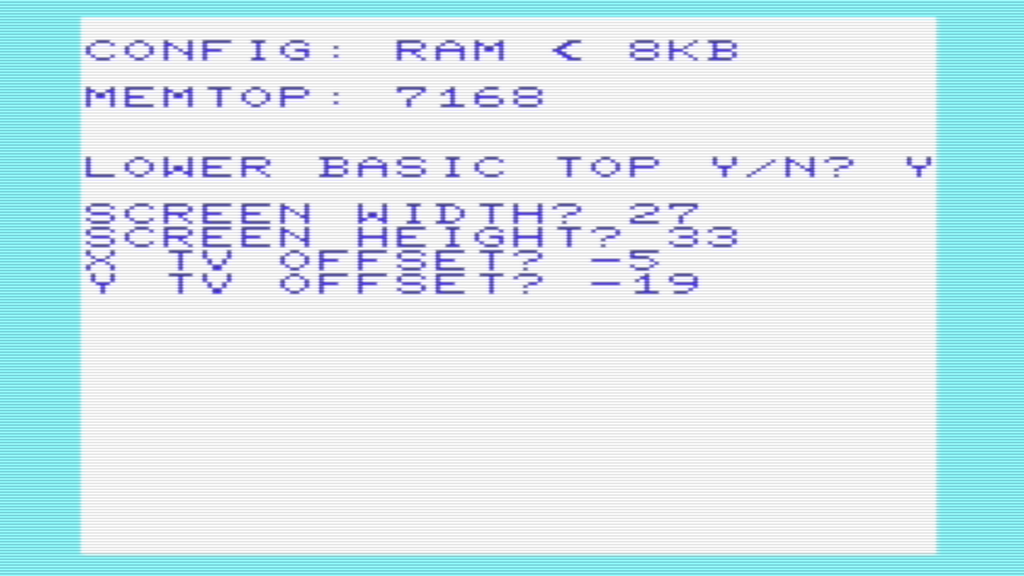 CONFIG: RAM < 8KB
MEMTOP: 7168
LOWER BASIC TOP Y/N? Y
SCREEN WIDTH? 27
SCREEN HEIGHT? 33
X TV OFFSET? -5
Y TV OFFSET? -19